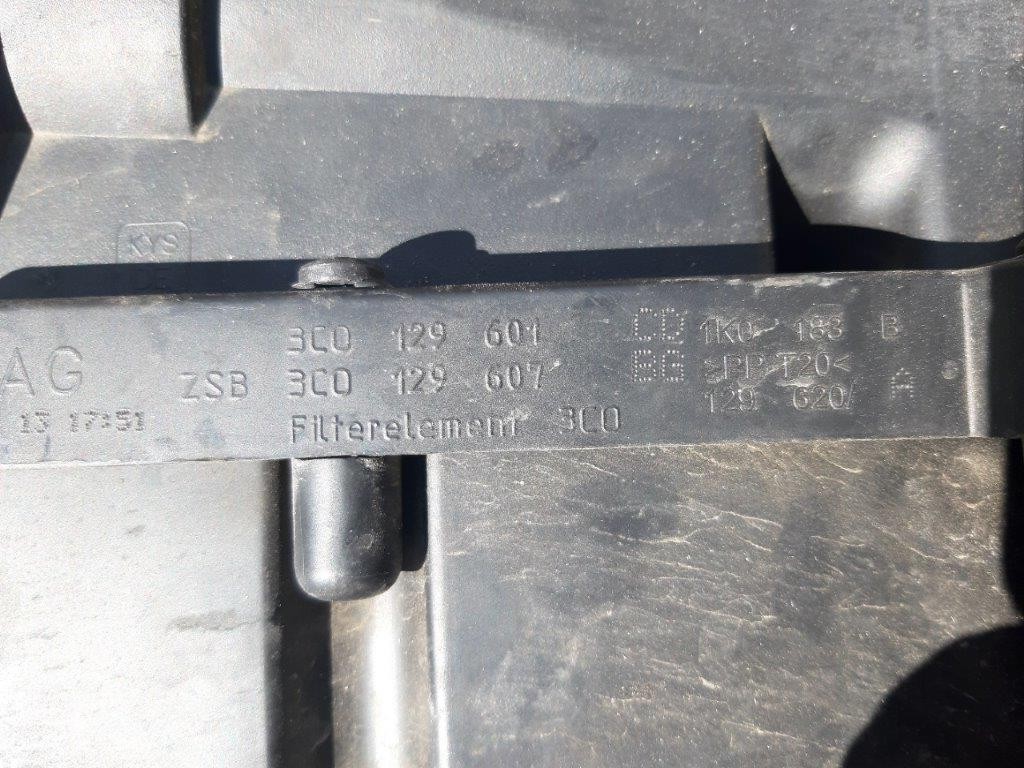 KYS
DE
AG
13 17:51
3C0 129 601
ZSB 3C0 129 607
Filterelement 3C0
CD
BG
1K0 183 B
>PP T20<
129 620/ A